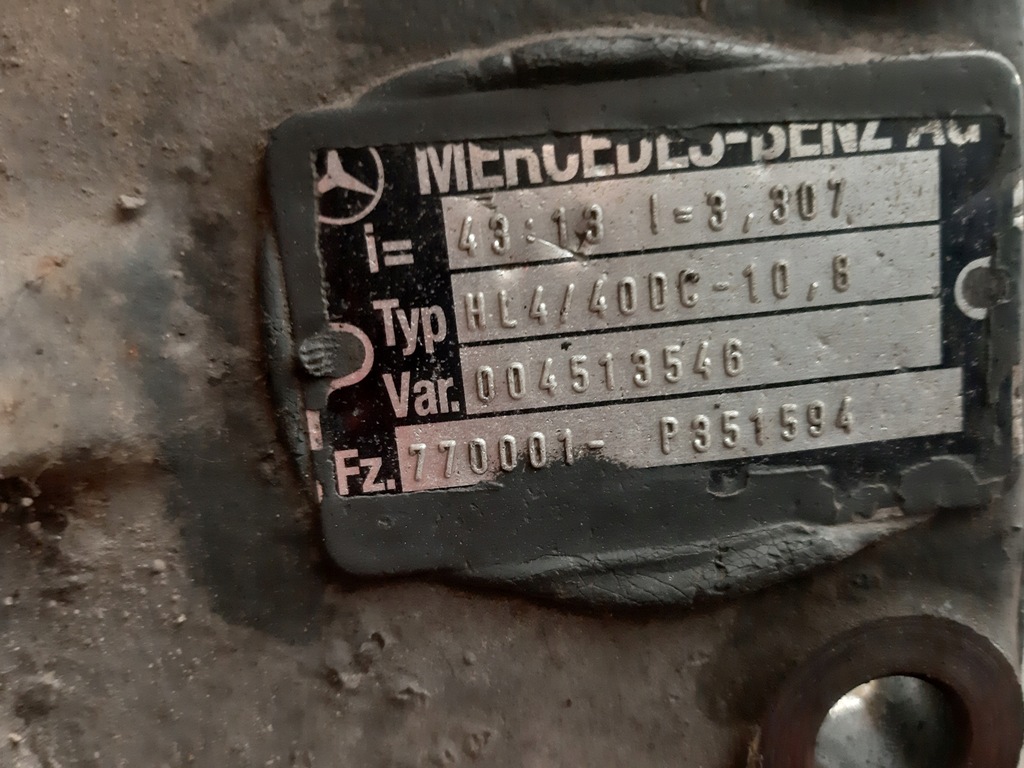 MERCEDES-BENZ AG
i= 43:13 I=3,307
Typ HL4/40DC-10,8
Var. 004513546
Fz. 770001- P351594